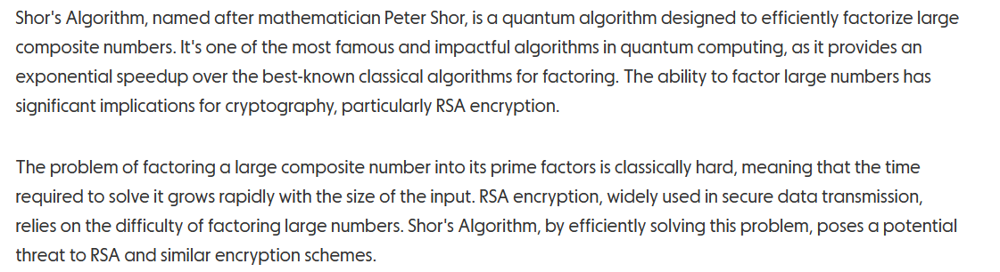 Shor's Algorithm, named after mathematician Peter Shor, is a quantum algorithm designed to efficiently factorize large
composite numbers. It's one of the most famous and impactful algorithms in quantum computing, as it provides an
exponential speedup over the best-known classical algorithms for factoring. The ability to factor large numbers has
significant implications for cryptography, particularly RSA encryption.
The problem of factoring a large composite number into its prime factors is classically hard, meaning that the time
required to solve it grows rapidly with the size of the input. RSA encryption, widely used in secure data transmission,
relies on the difficulty of factoring large numbers. Shor's Algorithm, by efficiently solving this problem, poses a potential
threat to RSA and similar encryption schemes.